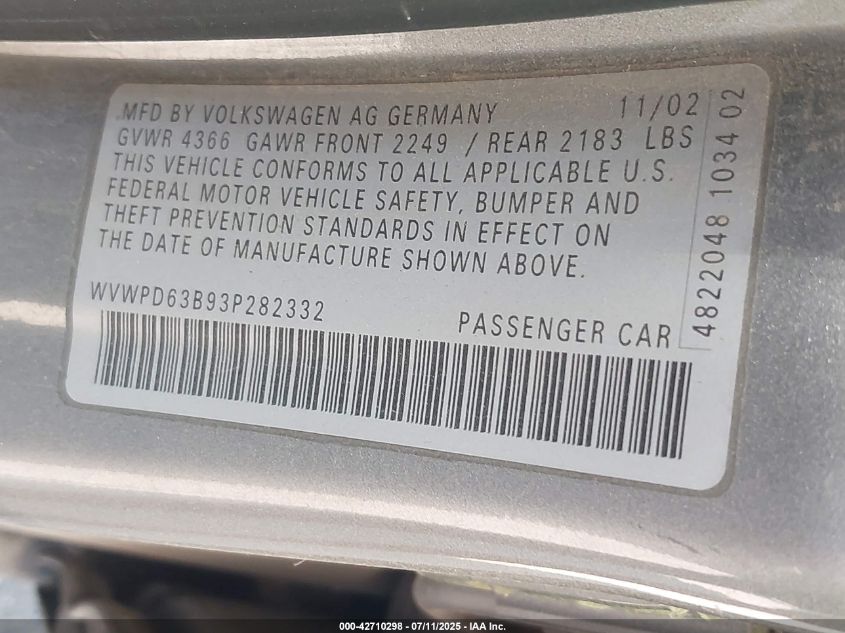 MFD BY VOLKSWAGEN AG GERMANY 11/02
GVWR 4366 GAWR FRONT 2249 / REAR 2183 LBS
THIS VEHICLE CONFORMS TO ALL APPLICABLE U.S.
FEDERAL MOTOR VEHICLE SAFETY, BUMPER AND
THEFT PREVENTION STANDARDS IN EFFECT ON
THE DATE OF MANUFACTURE SHOWN ABOVE.
WVWPD63B93P282332
PASSENGER CAR
4822048 1034 02
000-42710298 - 07/11/2025 - IAA Inc.